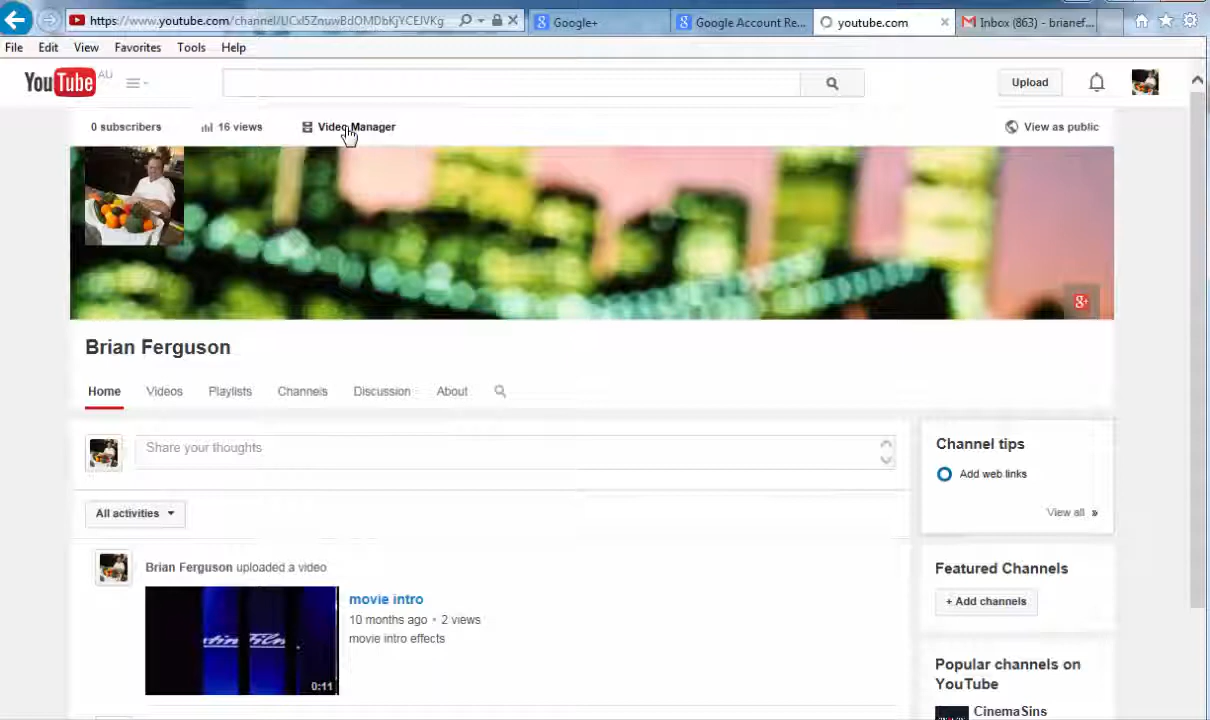 https://www.youtube.com/channel/UCxl5ZnuwBdOMDbKjYCEJVKg
Google+
Google Account Re...
youtube.com
Inbox (863) - brianef...
File Edit View Favorites Tools Help
YouTube AU
Upload
0 subscribers
16 views
Video Manager
View as public
g+
Brian Ferguson
Home Videos Playlists Channels Discussion About
Share your thoughts
Channel tips
Add web links
View all »
All activities
Brian Ferguson uploaded a video
movie intro
10 months ago • 2 views
movie intro effects
0:11
Featured Channels
+ Add channels
Popular channels on
YouTube
CinemaSins